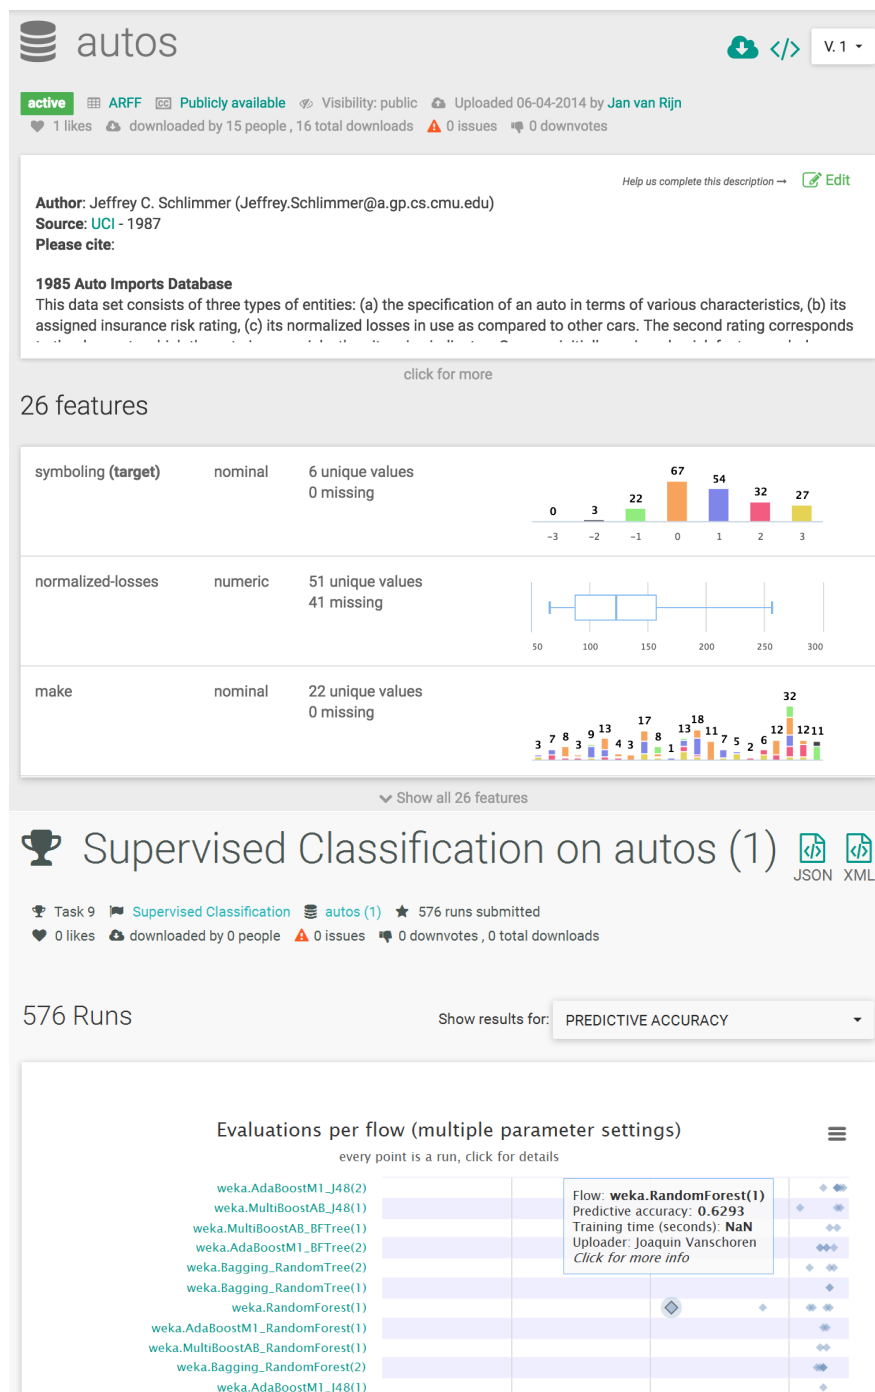 autos
V. 1
active ARFF Publicly available Visibility: public Uploaded 06-04-2014 by Jan van Rijn
1 likes downloaded by 15 people , 16 total downloads 0 issues 0 downvotes
Help us complete this description → Edit
Author: Jeffrey C. Schlimmer (Jeffrey.Schlimmer@a.gp.cs.cmu.edu)
Source: UCI - 1987
Please cite:
1985 Auto Imports Database
This data set consists of three types of entities: (a) the specification of an auto in terms of various characteristics, (b) its
assigned insurance risk rating, (c) its normalized losses in use as compared to other cars. The second rating corresponds
click for more
26 features
symboling (target) nominal 6 unique values
0 missing
0 3 22 67 54 32 27
-3 -2 -1 0 1 2 3
normalized-losses numeric 51 unique values
41 missing
50 100 150 200 250 300
make nominal 22 unique values
0 missing
3 7 8 3 9 13 4 3 17 8 1 13 18 11 7 5 2 6 12 32 12 11
Show all 26 features
Supervised Classification on autos (1)
JSON XML
Task 9 Supervised Classification autos (1) 576 runs submitted
0 likes downloaded by 0 people 0 issues 0 downvotes , 0 total downloads
576 Runs
Show results for: PREDICTIVE ACCURACY
Evaluations per flow (multiple parameter settings)
every point is a run, click for details
weka.AdaBoostM1_J48(2)
weka.MultiBoostAB_J48(1)
weka.MultiBoostAB_BFTree(1)
weka.AdaBoostM1_BFTree(2)
weka.Bagging_RandomTree(2)
weka.Bagging_RandomTree(1)
weka.RandomForest(1)
weka.AdaBoostM1_RandomForest(1)
weka.MultiBoostAB_RandomForest(1)
weka.Bagging_RandomForest(2)
weka.AdaBoostM1_J48(1)
Flow: weka.RandomForest(1)
Predictive accuracy: 0.6293
Training time (seconds): NaN
Uploader: Joaquin Vanschoren
Click for more info